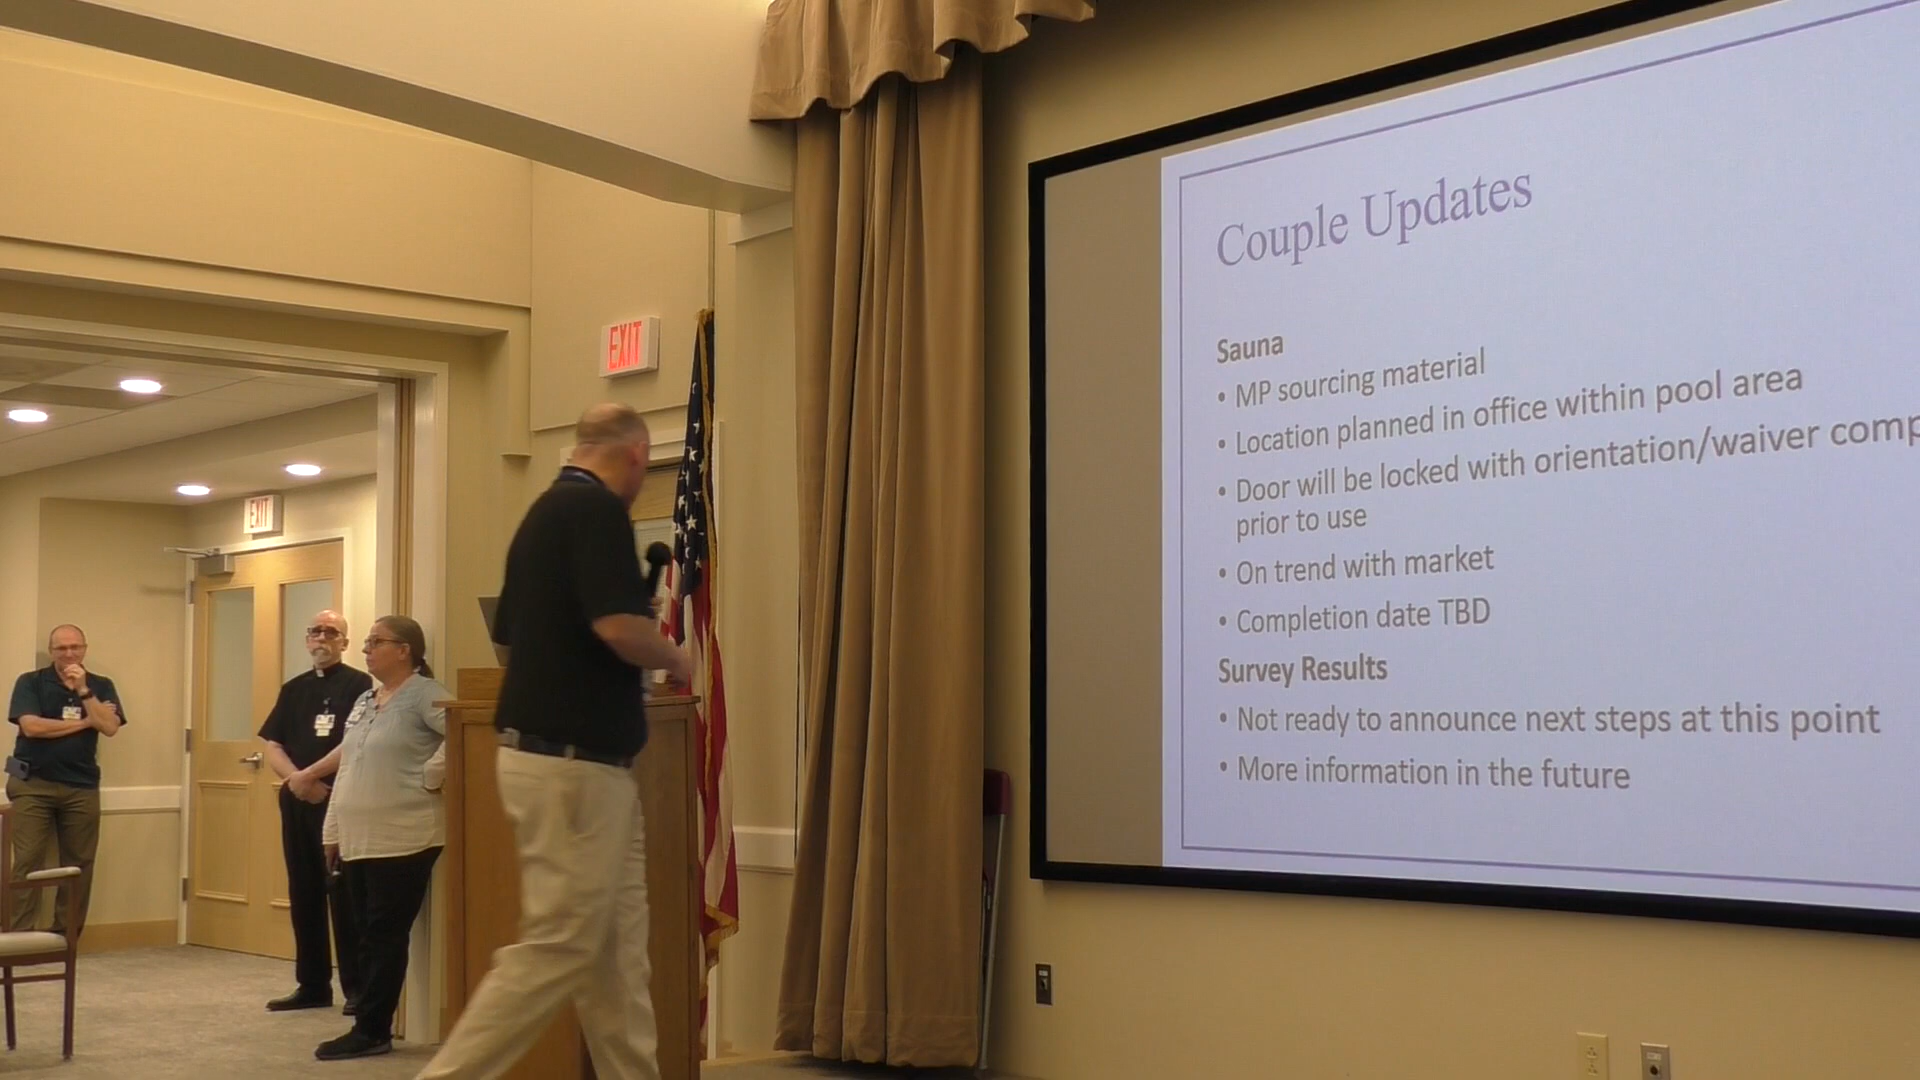 Couple Updates
Sauna
• MP sourcing material
• Location planned in office within pool area
• Door will be locked with orientation/waiver comp
prior to use
• On trend with market
• Completion date TBD
Survey Results
• Not ready to announce next steps at this point
• More information in the future
EXIT
EXIT